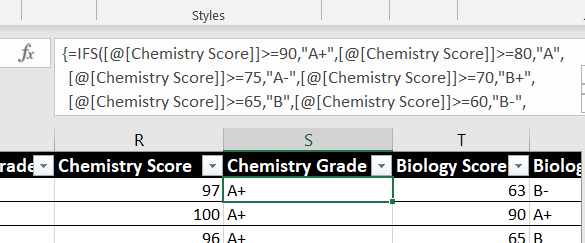 Styles
fx
{=IFS([@[Chemistry Score]]>=90,"A+",[@[Chemistry Score]]>=80,"A",
[@[Chemistry Score]]>=75,"A-",[@[Chemistry Score]]>=70,"B+",
[@[Chemistry Score]]>=65,"B",[@[Chemistry Score]]>=60,"B-",
R S T
rade Chemistry Score Chemistry Grade Biology Score Biolog
97 A+ 63 B-
100 A+ 90 A+
96 A+ 65 B